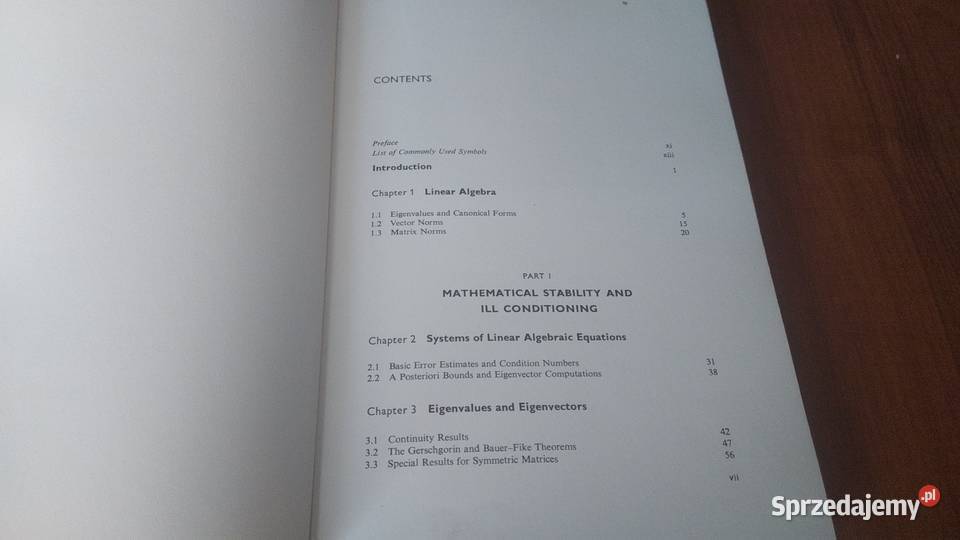 CONTENTS
Preface xi
List of Commonly Used Symbols xiii
Introduction 1
Chapter 1 Linear Algebra
1.1 Eigenvalues and Canonical Forms 5
1.2 Vector Norms 15
1.3 Matrix Norms 20
PART I
MATHEMATICAL STABILITY AND
ILL CONDITIONING
Chapter 2 Systems of Linear Algebraic Equations
2.1 Basic Error Estimates and Condition Numbers 31
2.2 A Posteriori Bounds and Eigenvector Computations 38
Chapter 3 Eigenvalues and Eigenvectors
3.1 Continuity Results 42
3.2 The Gerschgorin and Bauer–Fike Theorems 47
3.3 Special Results for Symmetric Matrices 56
vii
Sprzedajemy.pl